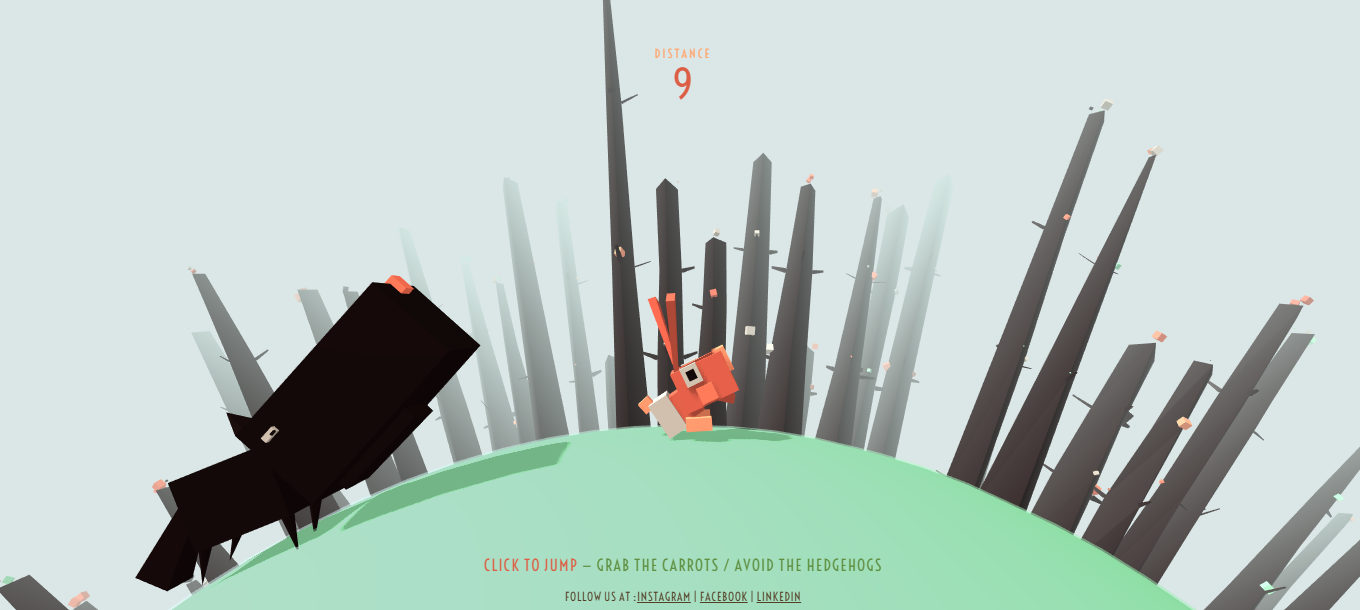 DISTANCE
9
CLICK TO JUMP – GRAB THE CARROTS / AVOID THE HEDGEHOGS
FOLLOW US AT :INSTAGRAM | FACEBOOK | LINKEDIN